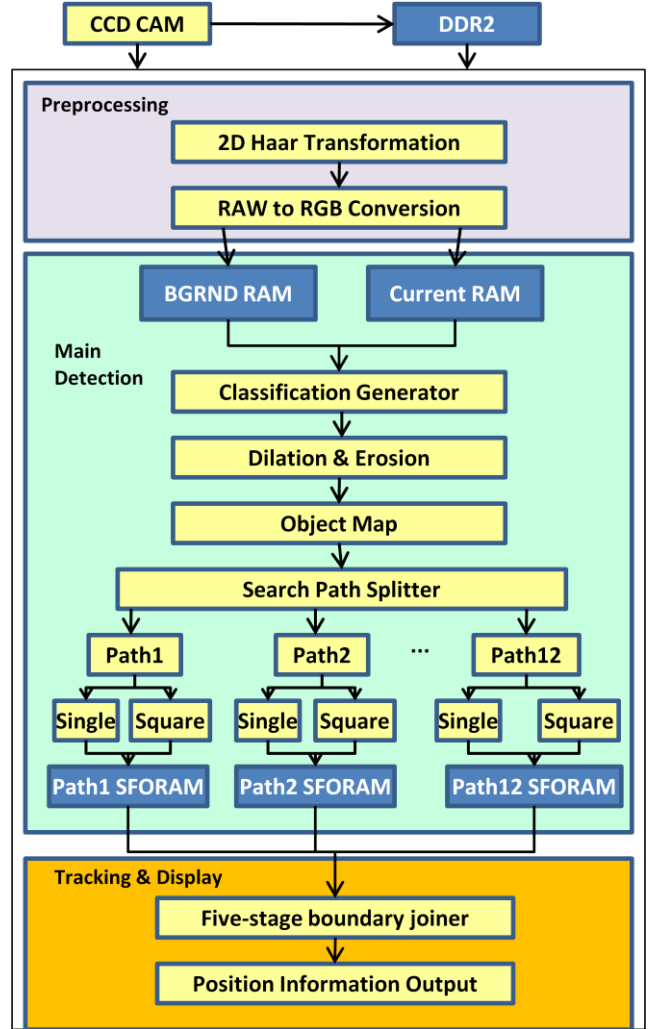 CCD CAM
DDR2
Preprocessing
2D Haar Transformation
RAW to RGB Conversion
BGRND RAM
Current RAM
Main
Detection
Classification Generator
Dilation & Erosion
Object Map
Search Path Splitter
Path1
Path2
...
Path12
Single
Square
Single
Square
Single
Square
Path1 SFORAM
Path2 SFORAM
Path12 SFORAM
Tracking & Display
Five-stage boundary joiner
Position Information Output